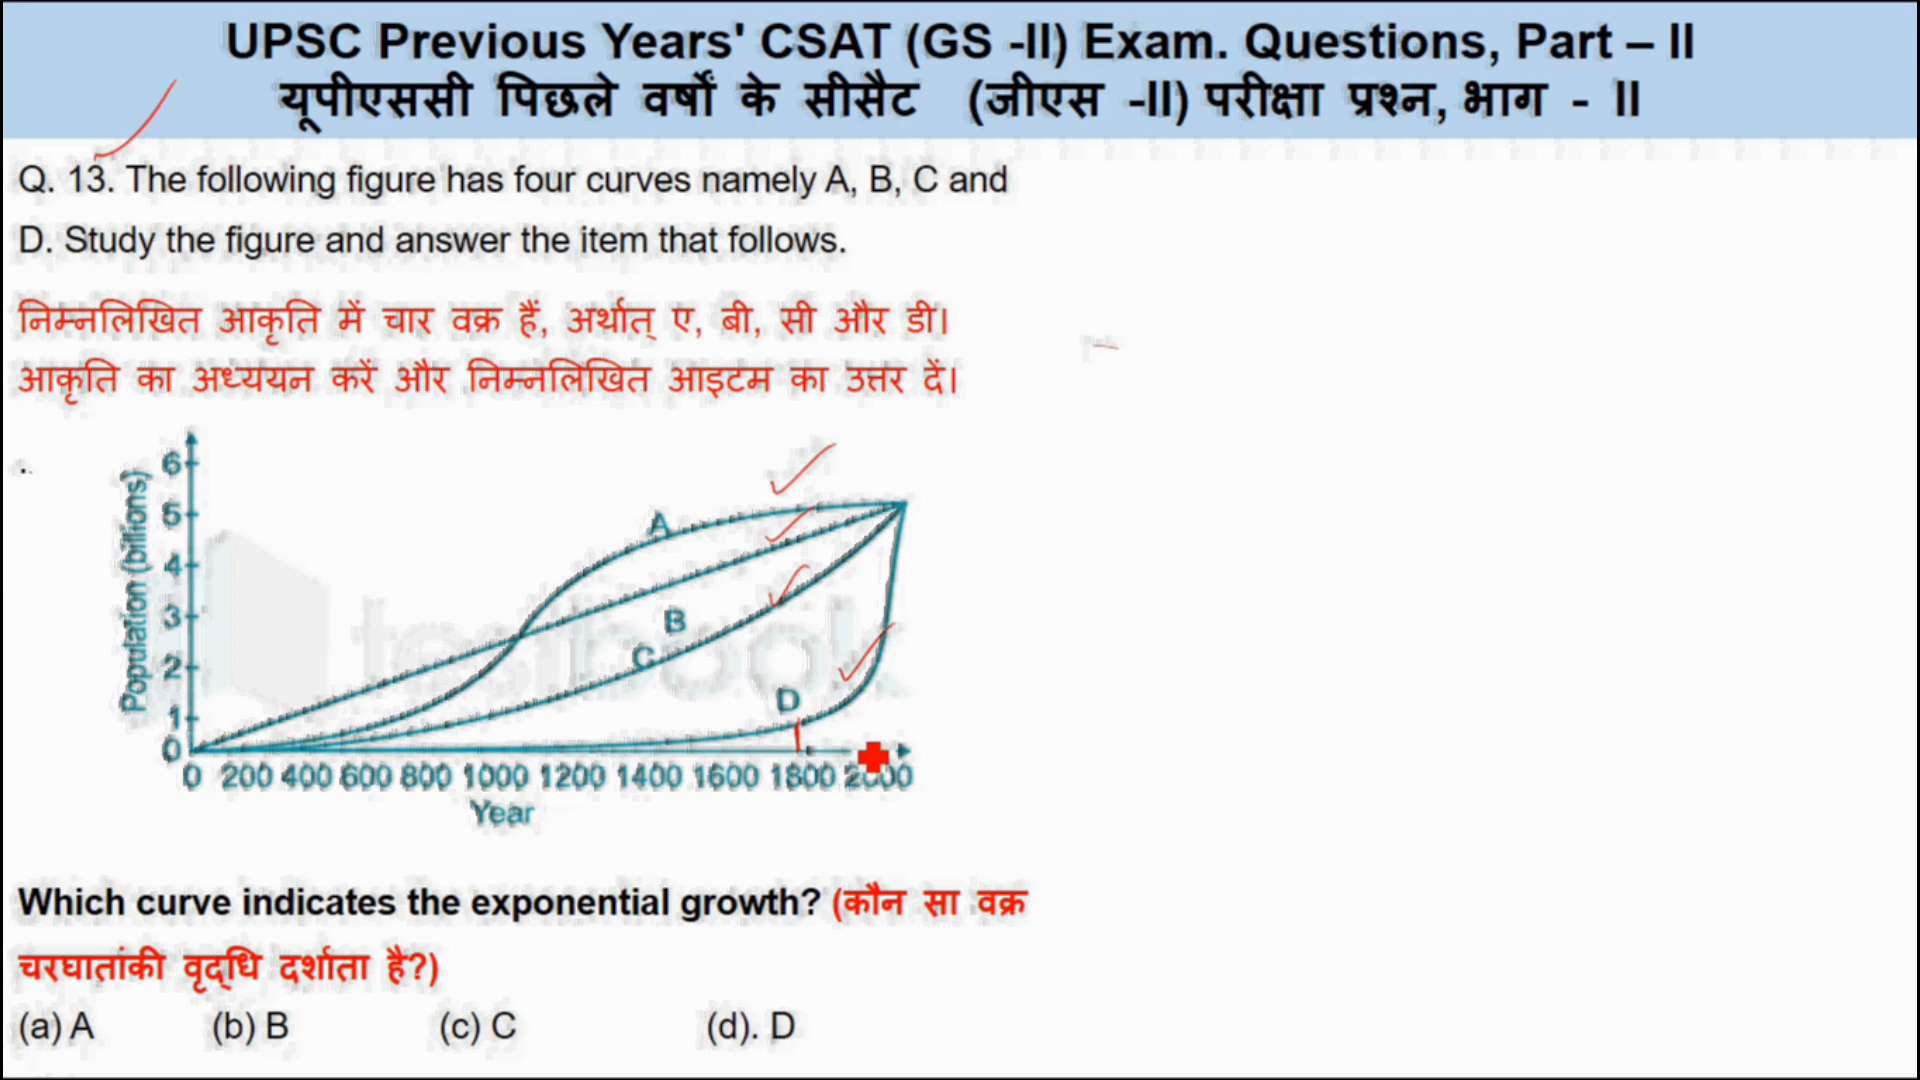 UPSC Previous Years' CSAT (GS -II) Exam. Questions, Part – II
यूपीएससी पिछले वर्षों के सीसैट (जीएस -II) परीक्षा प्रश्न, भाग - II
Q. 13. The following figure has four curves namely A, B, C and
D. Study the figure and answer the item that follows.
निम्नलिखित आकृति में चार वक्र हैं, अर्थात् ए, बी, सी और डी।
आकृति का अध्ययन करें और निम्नलिखित आइटम का उत्तर दें।
Population (billions)
6
5
4
3
2
1
0
A
B
C
D
0 200 400 600 800 1000 1200 1400 1600 1800 2000
Year
testbook
Which curve indicates the exponential growth? (कौन सा वक्र
चरघातांकी वृद्धि दर्शाता है?)
(a) A (b) B (c) C (d). D